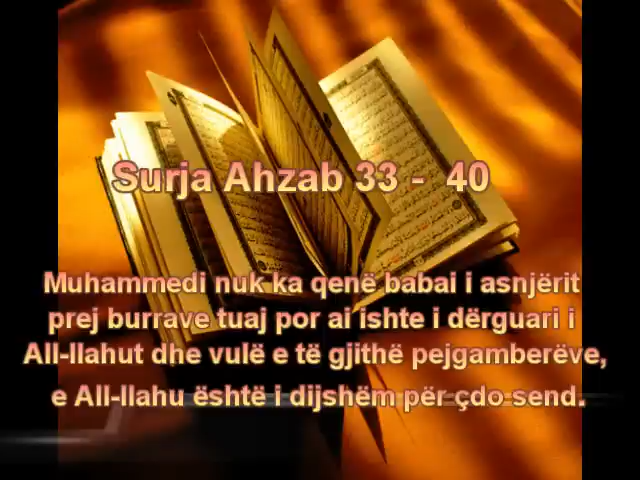 Surja Ahzab 33 - 40
Muhammedi nuk ka qenë babai i asnjërit
prej burrave tuaj por ai ishte i dërguari i
All-llahut dhe vulë e të gjithë pejgamberëve,
e All-llahu është i dijshëm për çdo send.